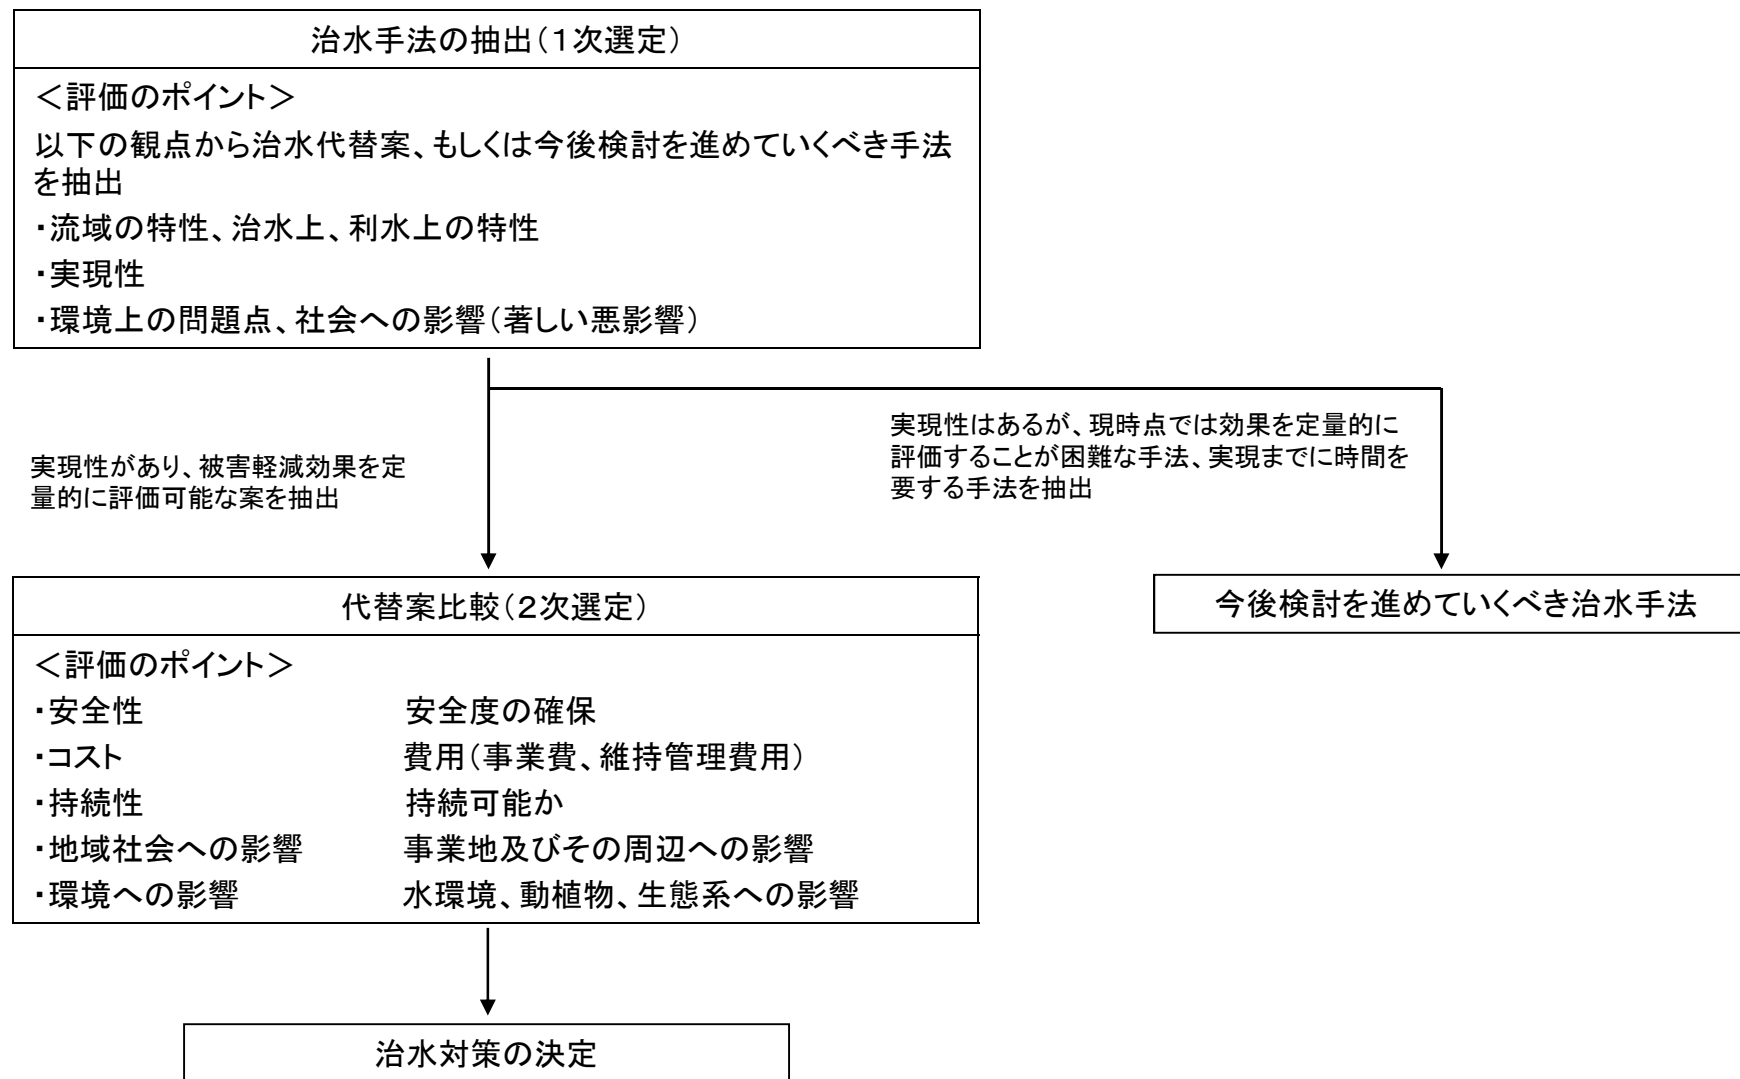 治水手法の抽出（１次選定）
＜評価のポイント＞
以下の観点から治水代替案、もしくは今後検討を進めていくべき手法
を抽出
・流域の特性、治水上、利水上の特性
・実現性
・環境上の問題点、社会への影響（著しい悪影響）
実現性があり、被害軽減効果を定
量的に評価可能な案を抽出
実現性はあるが、現時点では効果を定量的に
評価することが困難な手法、実現までに時間を
要する手法を抽出
代替案比較（２次選定）
＜評価のポイント＞
・安全性 安全度の確保
・コスト 費用（事業費、維持管理費用）
・持続性 持続可能か
・地域社会への影響 事業地及びその周辺への影響
・環境への影響 水環境、動植物、生態系への影響
今後検討を進めていくべき治水手法
治水対策の決定